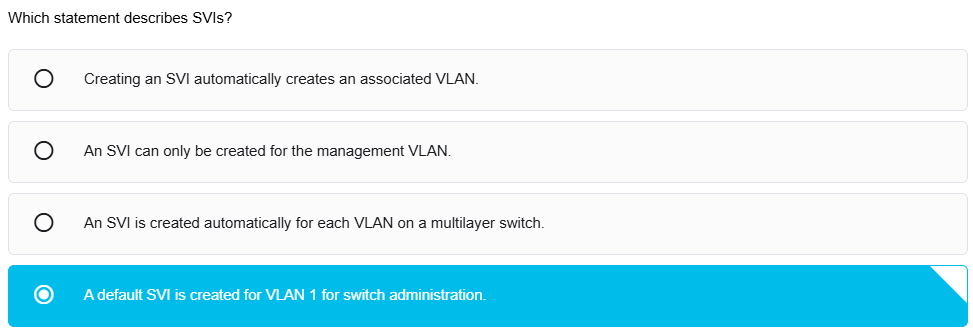 Which statement describes SVIs?
Creating an SVI automatically creates an associated VLAN.
An SVI can only be created for the management VLAN.
An SVI is created automatically for each VLAN on a multilayer switch.
A default SVI is created for VLAN 1 for switch administration.